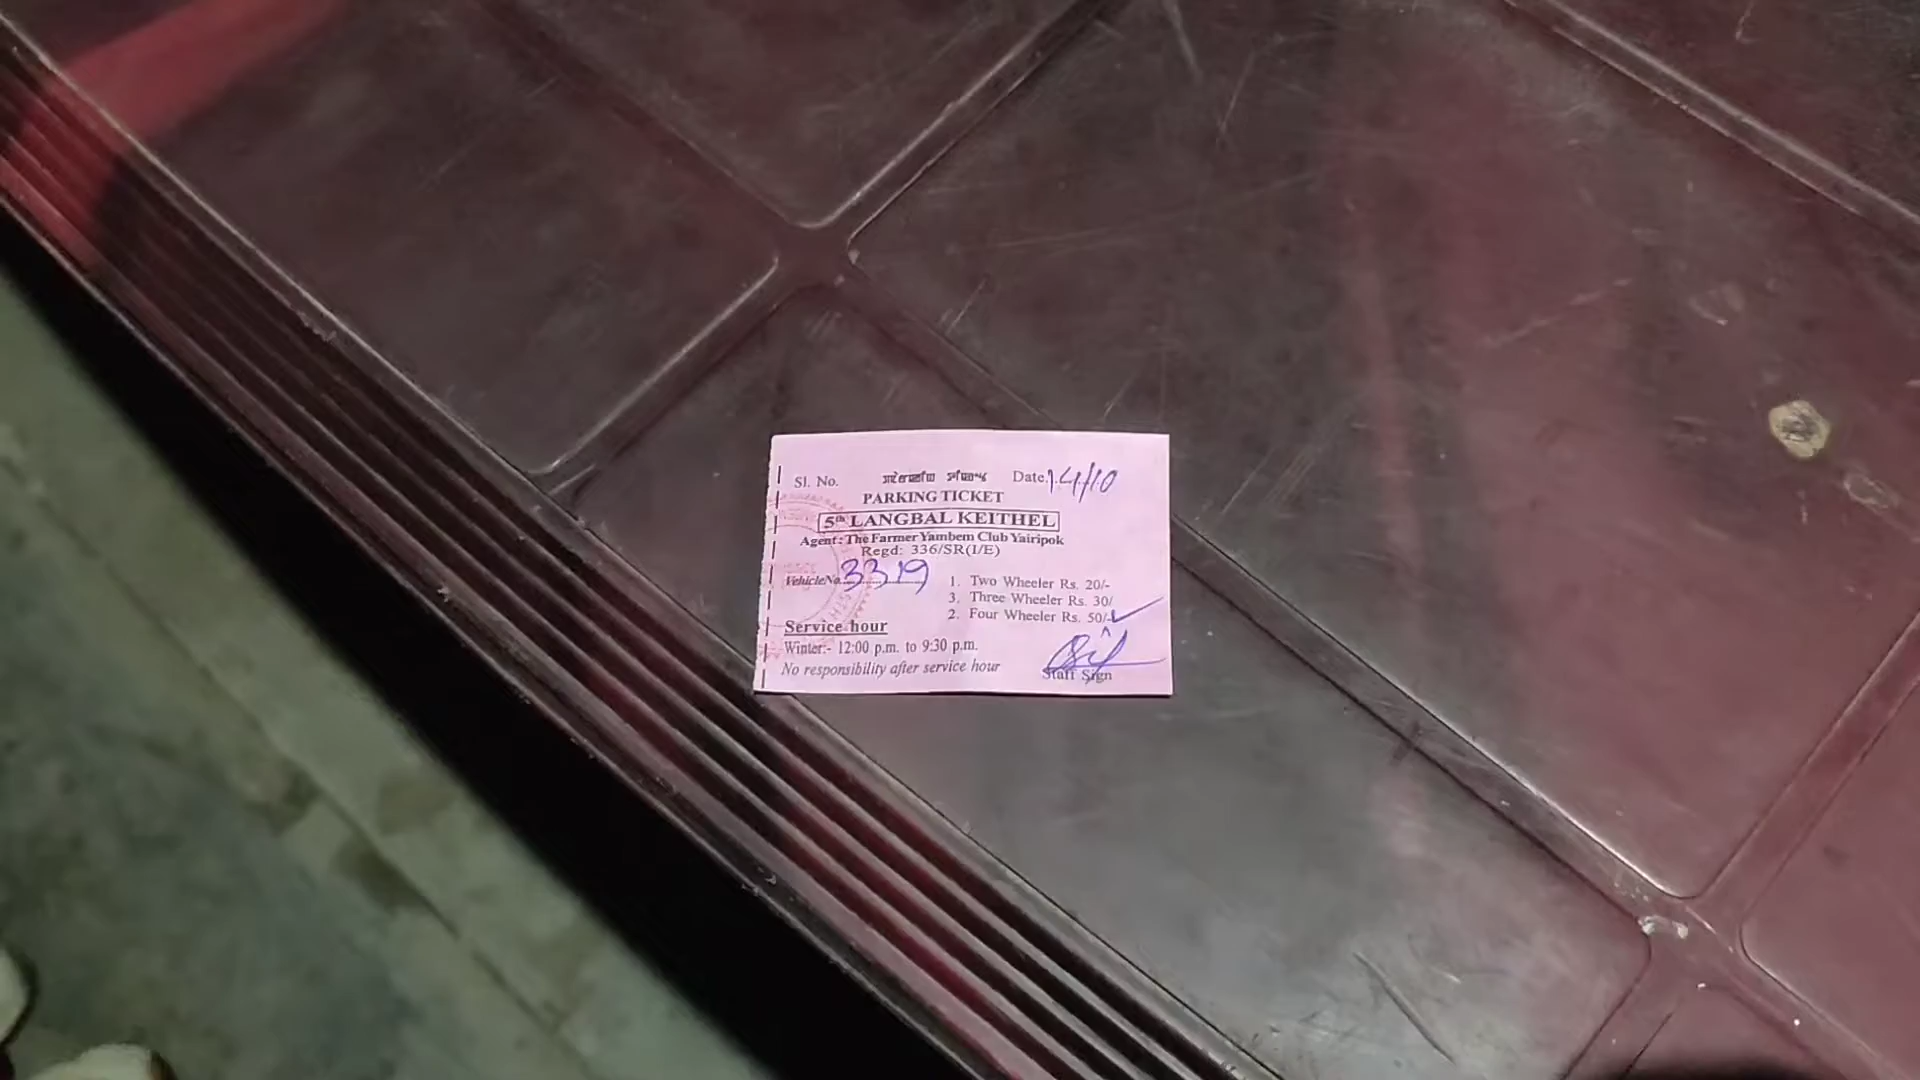 Sl. No. Date. 14/10
PARKING TICKET
5th LANGBAL KEITHEL
Agent: The Farmer Yambem Club Yairipok
Regd: 336/SR(I/E)
Vehicle No. 3319
1. Two Wheeler Rs. 20/-
3. Three Wheeler Rs. 30/
2. Four Wheeler Rs. 50/-
Service hour
Winter:- 12:00 p.m. to 9:30 p.m.
No responsibility after service hour
Staff Sign